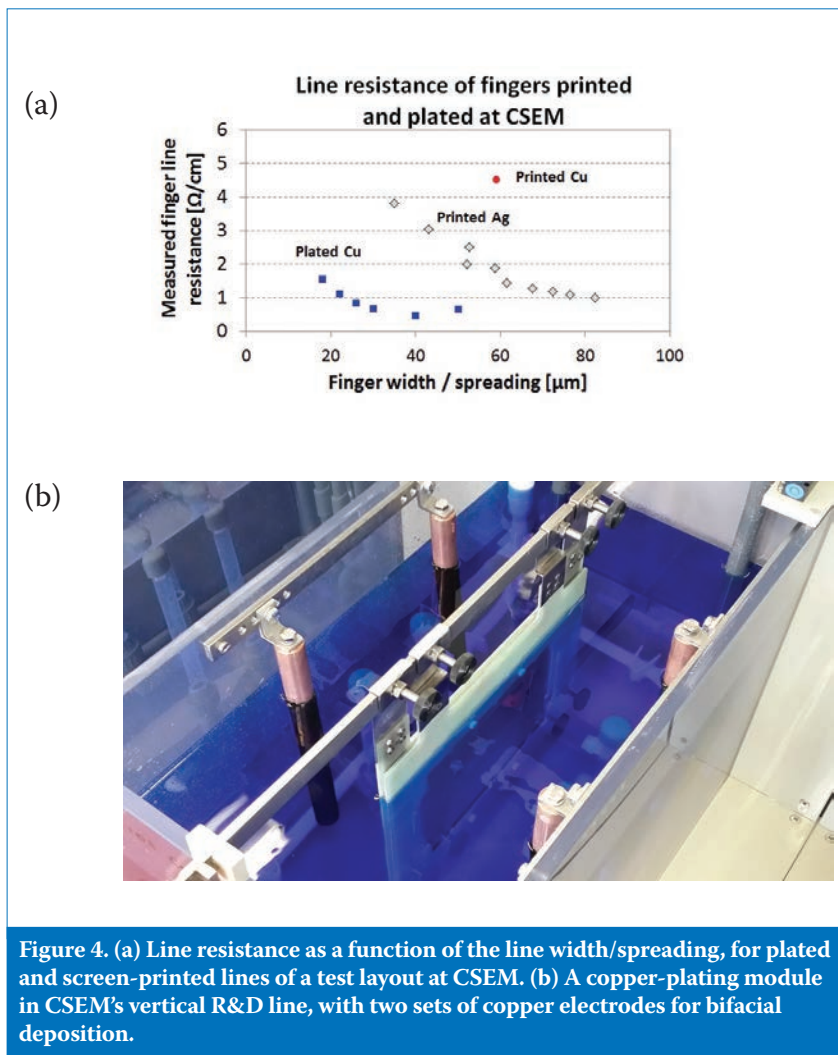 (a)
Line resistance of fingers printed
and plated at CSEM
Measured finger line
resistance [Ω/cm]
6
5
4
3
2
1
0
Printed Cu
Printed Ag
Plated Cu
0 20 40 60 80 100
Finger width / spreading [µm]
(b)
Figure 4. (a) Line resistance as a function of the line width/spreading, for plated
and screen-printed lines of a test layout at CSEM. (b) A copper-plating module
in CSEM’s vertical R&D line, with two sets of copper electrodes for bifacial
deposition.